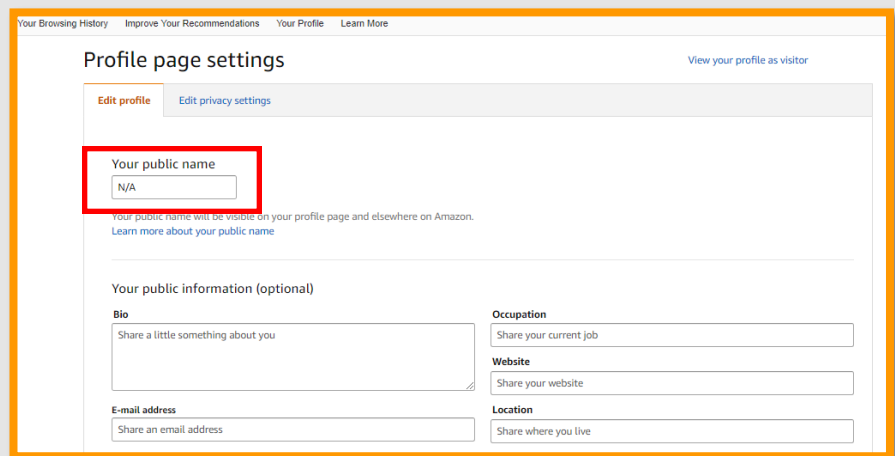 Your Browsing History Improve Your Recommendations Your Profile Learn More
Profile page settings
View your profile as visitor
Edit profile Edit privacy settings
Your public name
N/A
Your public name will be visible on your profile page and elsewhere on Amazon.
Learn more about your public name
Your public information (optional)
Bio
Share a little something about you
Occupation
Share your current job
Website
Share your website
E-mail address
Share an email address
Location
Share where you live